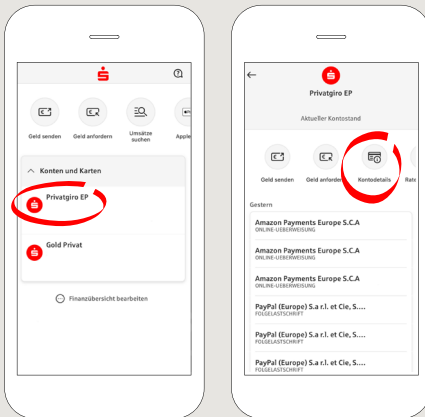 Geld senden
Geld anfordern
Umsätze
suchen
Apple
Konten und Karten
Privatgiro EP
Gold Privat
Finanzübersicht bearbeiten
Privatgiro EP
Aktueller Kontostand
Geld senden
Geld anfordern
Kontodetails
Gestern
Amazon Payments Europe S.C.A
ONLINE-UEBERWEISUNG
Amazon Payments Europe S.C.A
ONLINE-UEBERWEISUNG
Amazon Payments Europe S.C.A
ONLINE-UEBERWEISUNG
PayPal (Europe) S.a r.l. et Cie, S....
FOLGELASTSCHRIFT
PayPal (Europe) S.a r.l. et Cie, S....
FOLGELASTSCHRIFT
PayPal (Europe) S.a r.l. et Cie, S....
FOLGELASTSCHRIFT